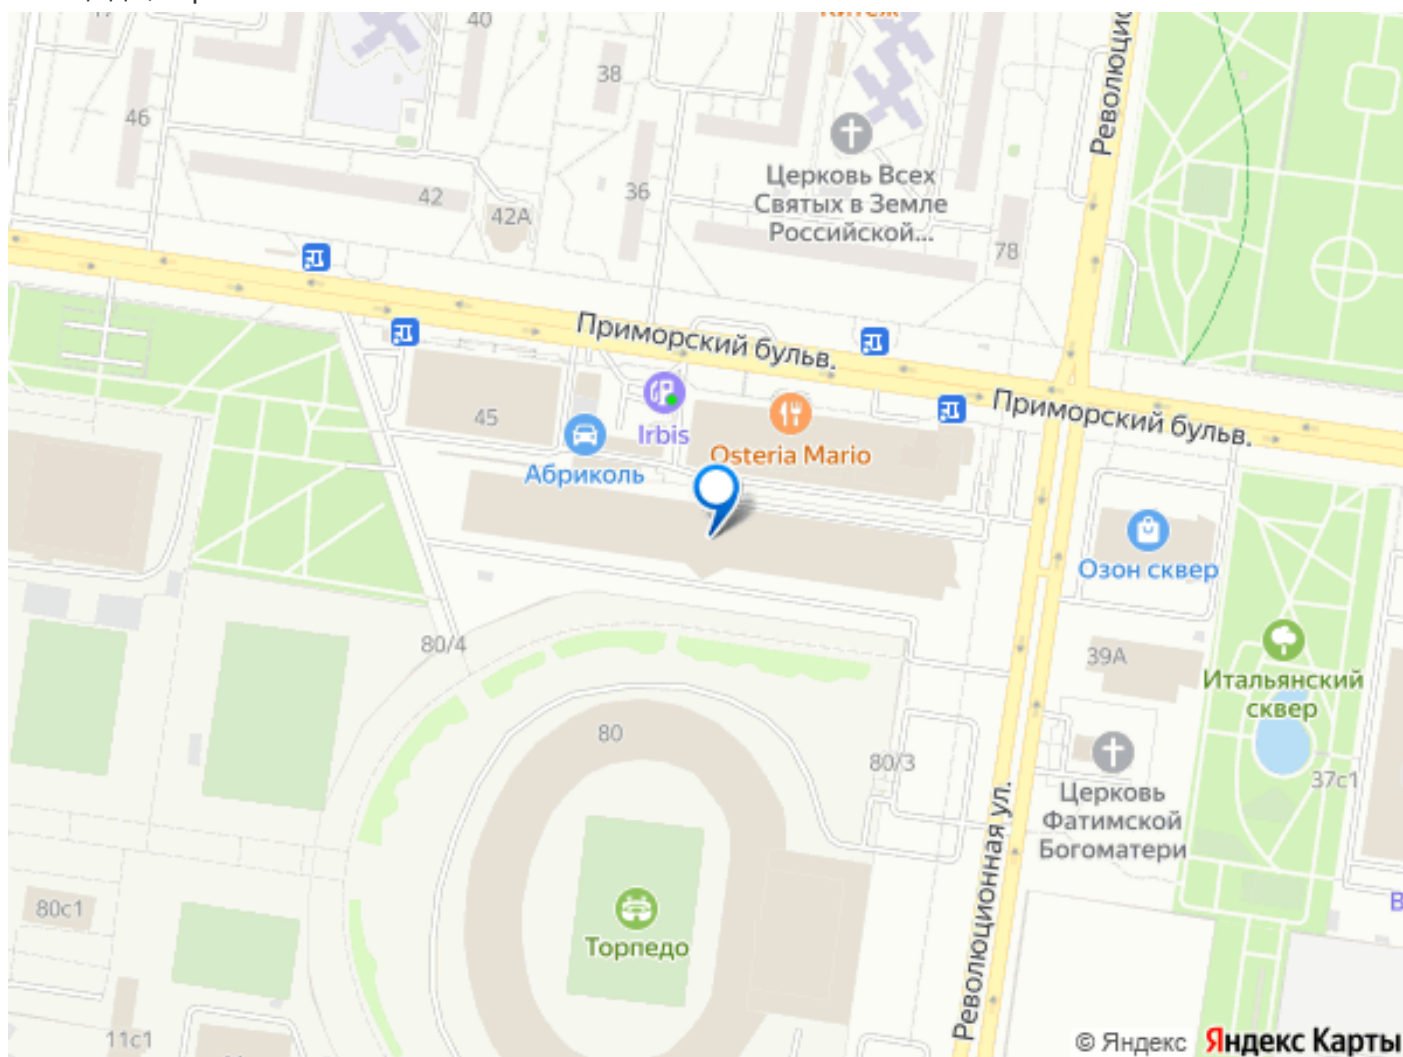 40
38
46
Революцио
Церковь Всех
Святых в Земле
Российской...
42
42А
36
78
Приморский бульв.
Приморский бульв.
45
Irbis
Osteria Mario
Абриколь
Озон сквер
80/4
39А
Итальянский
сквер
80
80/3
37с1
Церковь
Фатимской
Богоматери
Революционная ул.
80с1
Торпедо
В
11с1
© Яндекс Яндекс Карты